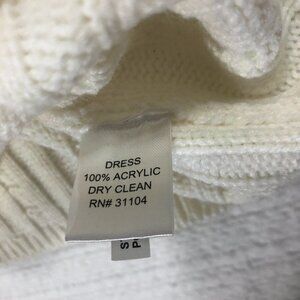 DRESS
100% ACRYLIC
DRY CLEAN
RN# 31104